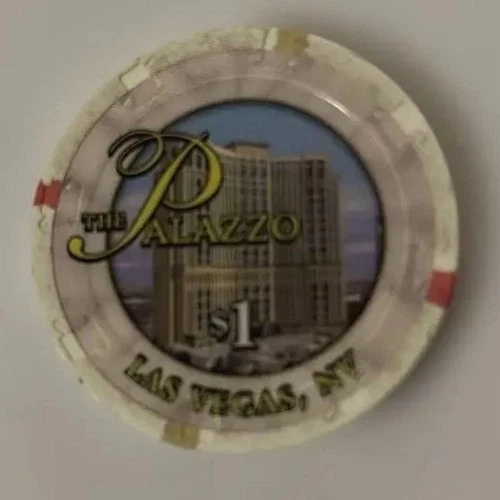 THE PALAZZO
$1
LAS VEGAS, NV